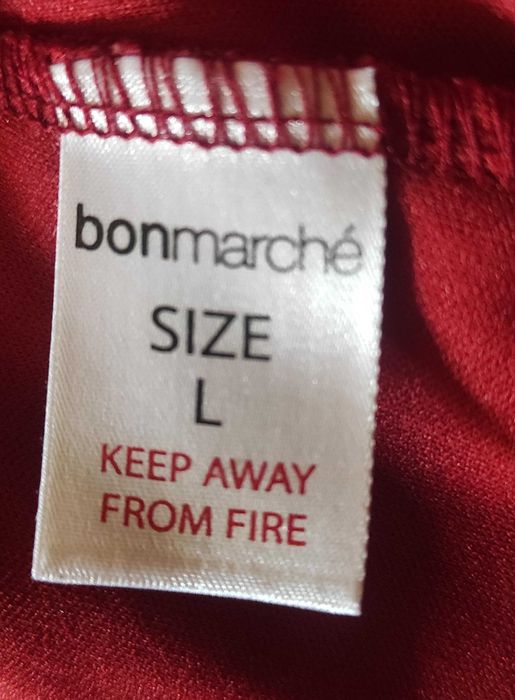 bonmarché
SIZE
L
KEEP AWAY
FROM FIRE